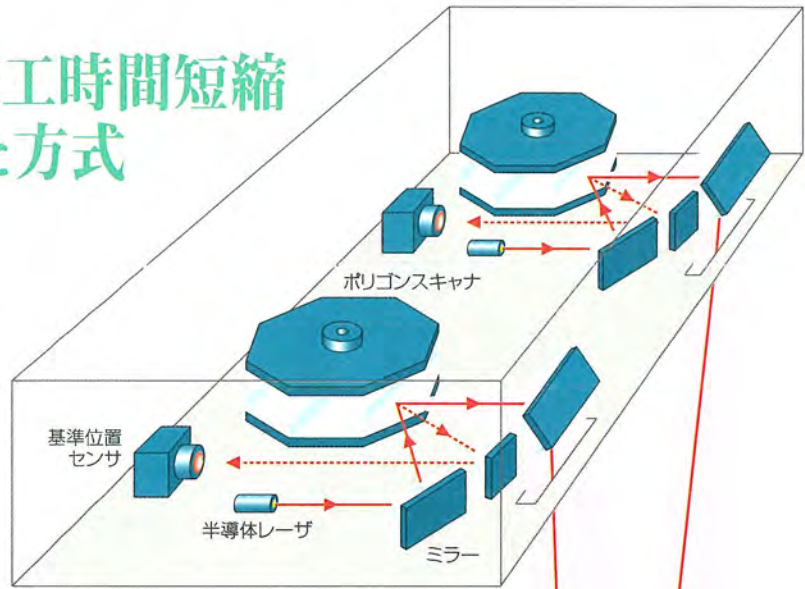 工時間短縮
た方式
ポリゴンスキャナ
基準位置
センサ
半導体レーザ
ミラー